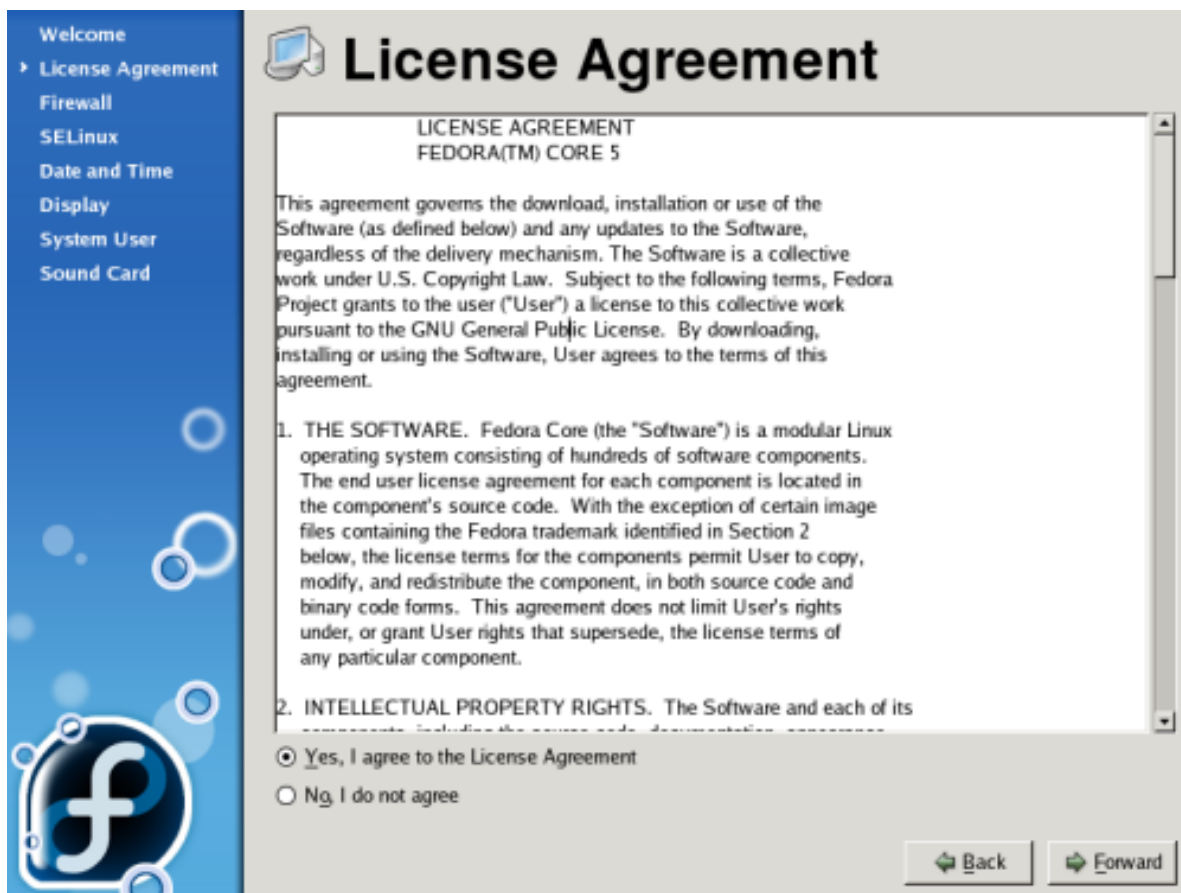 Welcome
License Agreement
Firewall
SELinux
Date and Time
Display
System User
Sound Card
License Agreement
LICENSE AGREEMENT
FEDORA(TM) CORE 5
This agreement governs the download, installation or use of the
Software (as defined below) and any updates to the Software,
regardless of the delivery mechanism. The Software is a collective
work under U.S. Copyright Law.  Subject to the following terms, Fedora
Project grants to the user ("User") a license to this collective work
pursuant to the GNU General Public License.  By downloading,
installing or using the Software, User agrees to the terms of this
agreement.
1.  THE SOFTWARE.  Fedora Core (the "Software") is a modular Linux
operating system consisting of hundreds of software components.
The end user license agreement for each component is located in
the component's source code.  With the exception of certain image
files containing the Fedora trademark identified in Section 2
below, the license terms for the components permit User to copy,
modify, and redistribute the component, in both source code and
binary code forms.  This agreement does not limit User's rights
under, or grant User rights that supersede, the license terms of
any particular component.
2.  INTELLECTUAL PROPERTY RIGHTS.  The Software and each of its
components, including the source code, documentation, appearance
Yes, I agree to the License Agreement
No, I do not agree
Back
Forward